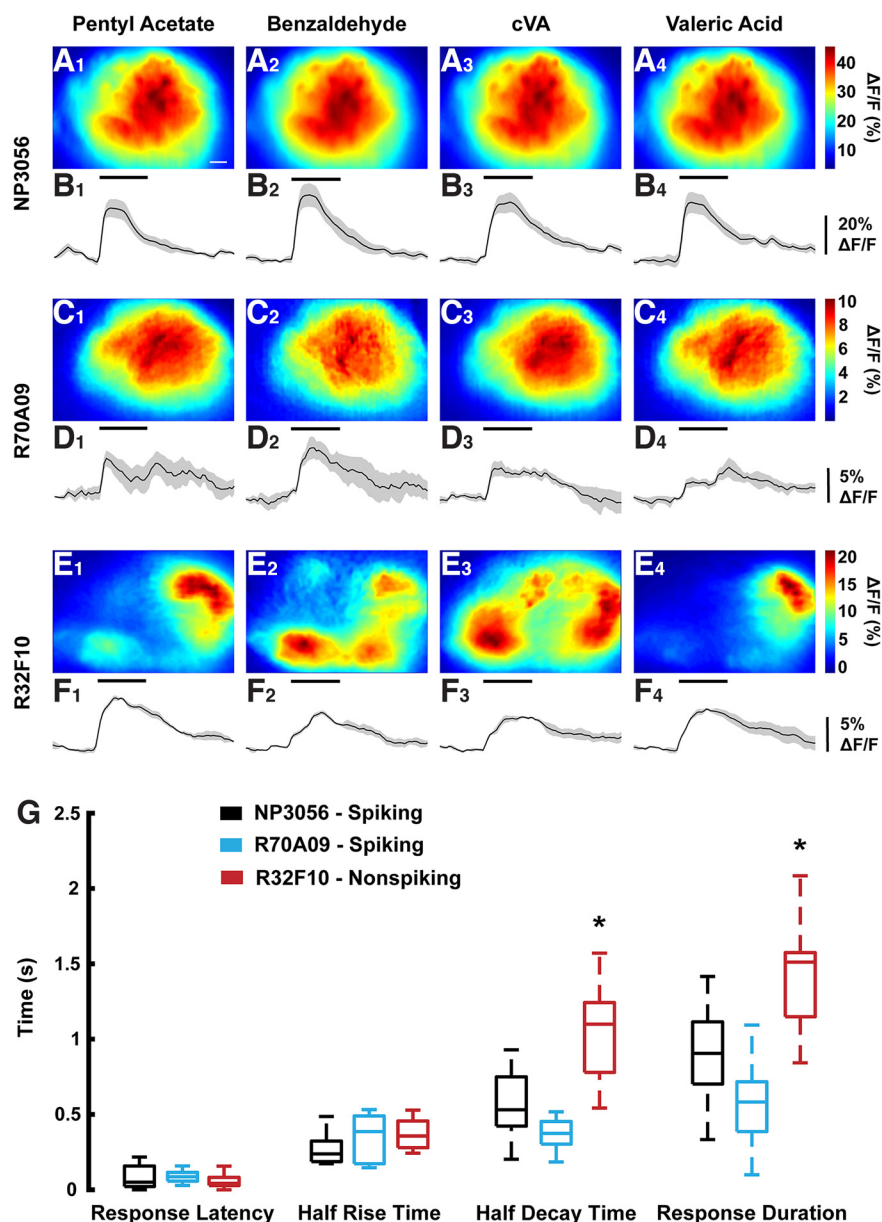 Pentyl Acetate Benzaldehyde cVA Valeric Acid
NP3056
A1 A2 A3 A4
40
30
20
10
ΔF/F (%)
B1 B2 B3 B4
20%
ΔF/F
R70A09
C1 C2 C3 C4
10
8
6
4
2
ΔF/F (%)
D1 D2 D3 D4
5%
ΔF/F
R32F10
E1 E2 E3 E4
20
15
10
5
0
ΔF/F (%)
F1 F2 F3 F4
5%
ΔF/F
G
NP3056 - Spiking
R70A09 - Spiking
R32F10 - Nonspiking
2.5
2
1.5
1
0.5
0
Time (s)
* *
Response Latency Half Rise Time Half Decay Time Response Duration